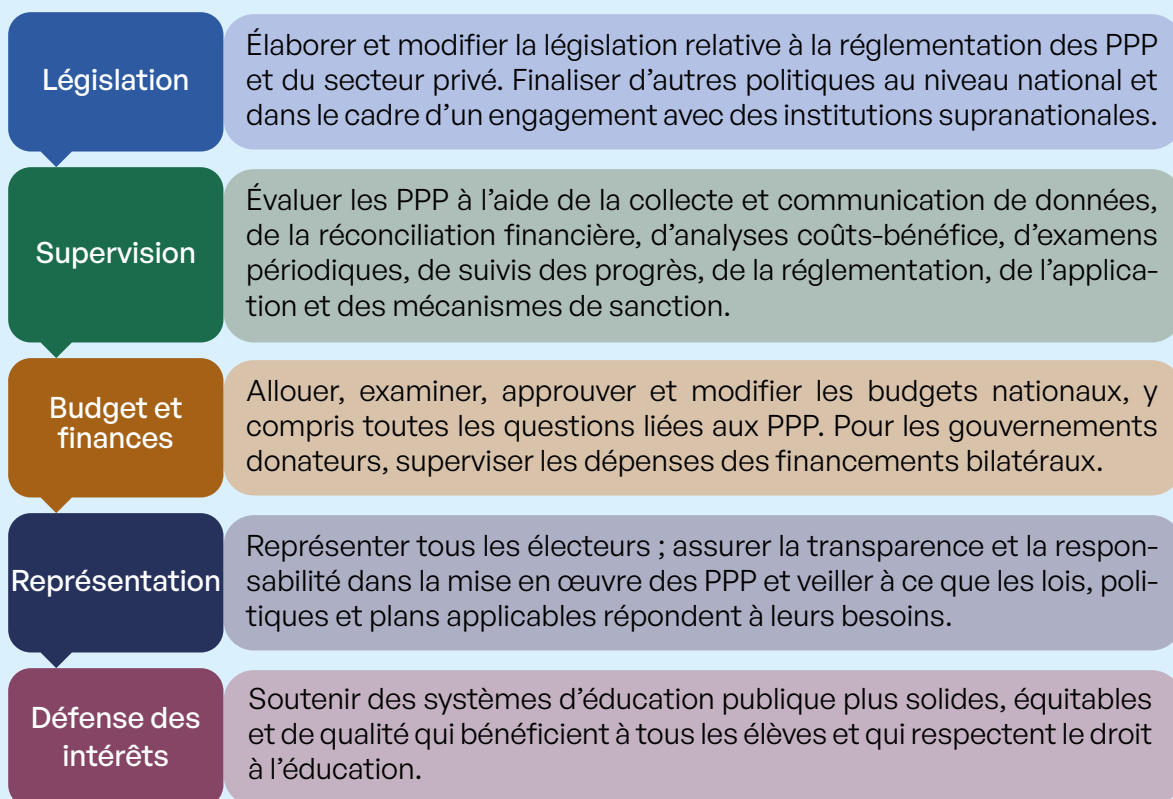 Législation
Élaborer et modifier la législation relative à la réglementation des PPP
et du secteur privé. Finaliser d’autres politiques au niveau national et
dans le cadre d’un engagement avec des institutions supranationales.
Supervision
Évaluer les PPP à l’aide de la collecte et communication de données,
de la réconciliation financière, d’analyses coûts-bénéfice, d’examens
périodiques, de suivis des progrès, de la réglementation, de l’applica-
tion et des mécanismes de sanction.
Budget et
finances
Allouer, examiner, approuver et modifier les budgets nationaux, y
compris toutes les questions liées aux PPP. Pour les gouvernements
donateurs, superviser les dépenses des financements bilatéraux.
Représentation
Représenter tous les électeurs ; assurer la transparence et la respon-
sabilité dans la mise en œuvre des PPP et veiller à ce que les lois, poli-
tiques et plans applicables répondent à leurs besoins.
Défense des
intérêts
Soutenir des systèmes d’éducation publique plus solides, équitables
et de qualité qui bénéficient à tous les élèves et qui respectent le droit
à l’éducation.